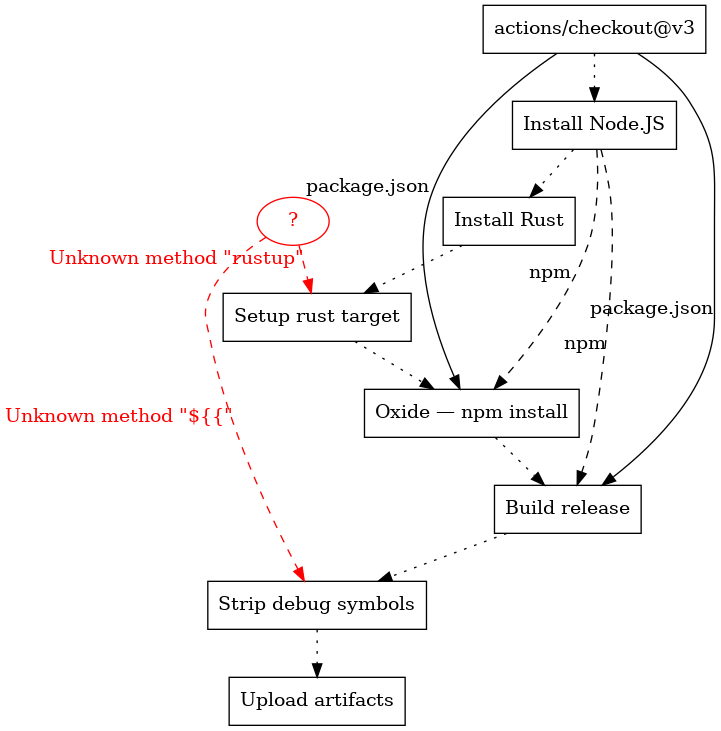 actions/checkout@v3
Install Node.JS
package.json
Install Rust
?
Unknown method "rustup"
npm
package.json
Setup rust target
npm
Oxide — npm install
Unknown method "${{"
Build release
Strip debug symbols
Upload artifacts